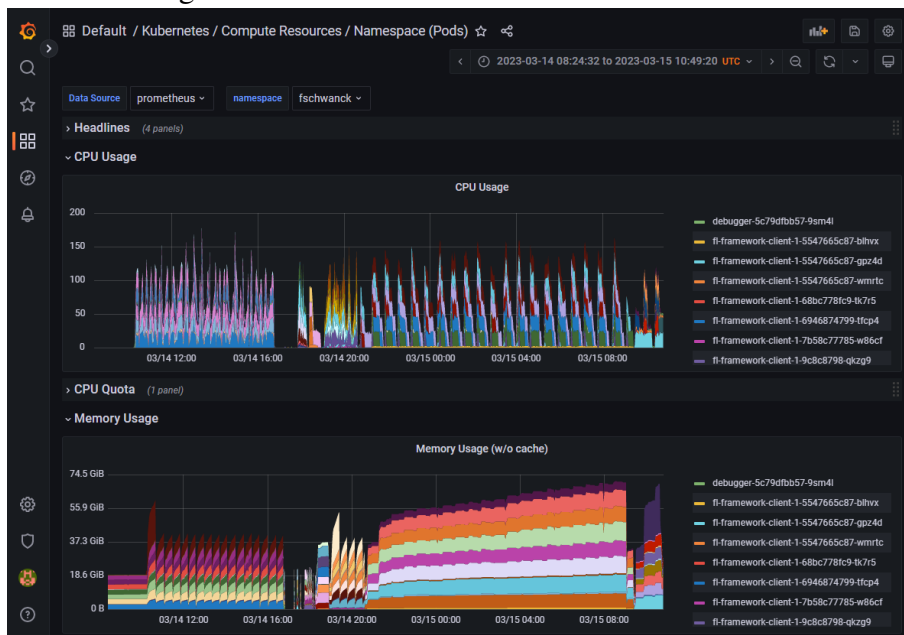 Default / Kubernetes / Compute Resources / Namespace (Pods)
2023-03-14 08:24:32 to 2023-03-15 10:49:20 UTC
Data Source prometheus namespace fschwanck
Headlines (4 panels)
CPU Usage
CPU Usage
200
150
100
50
0
03/14 12:00 03/14 16:00 03/14 20:00 03/15 00:00 03/15 04:00 03/15 08:00
debugger-5c79dfbb57-9sm4l
fl-framework-client-1-5547665c87-blhvx
fl-framework-client-1-5547665c87-gpz4d
fl-framework-client-1-5547665c87-wmrtc
fl-framework-client-1-68bc778fc9-tk7r5
fl-framework-client-1-6946874799-tfcp4
fl-framework-client-1-7b58c77785-w86cf
fl-framework-client-1-9c8c8798-qkzg9
CPU Quota (1 panel)
Memory Usage
Memory Usage (w/o cache)
74.5 GiB
55.9 GiB
37.3 GiB
18.6 GiB
0 B
03/14 12:00 03/14 16:00 03/14 20:00 03/15 00:00 03/15 04:00 03/15 08:00
debugger-5c79dfbb57-9sm4l
fl-framework-client-1-5547665c87-blhvx
fl-framework-client-1-5547665c87-gpz4d
fl-framework-client-1-5547665c87-wmrtc
fl-framework-client-1-68bc778fc9-tk7r5
fl-framework-client-1-6946874799-tfcp4
fl-framework-client-1-7b58c77785-w86cf
fl-framework-client-1-9c8c8798-qkzg9